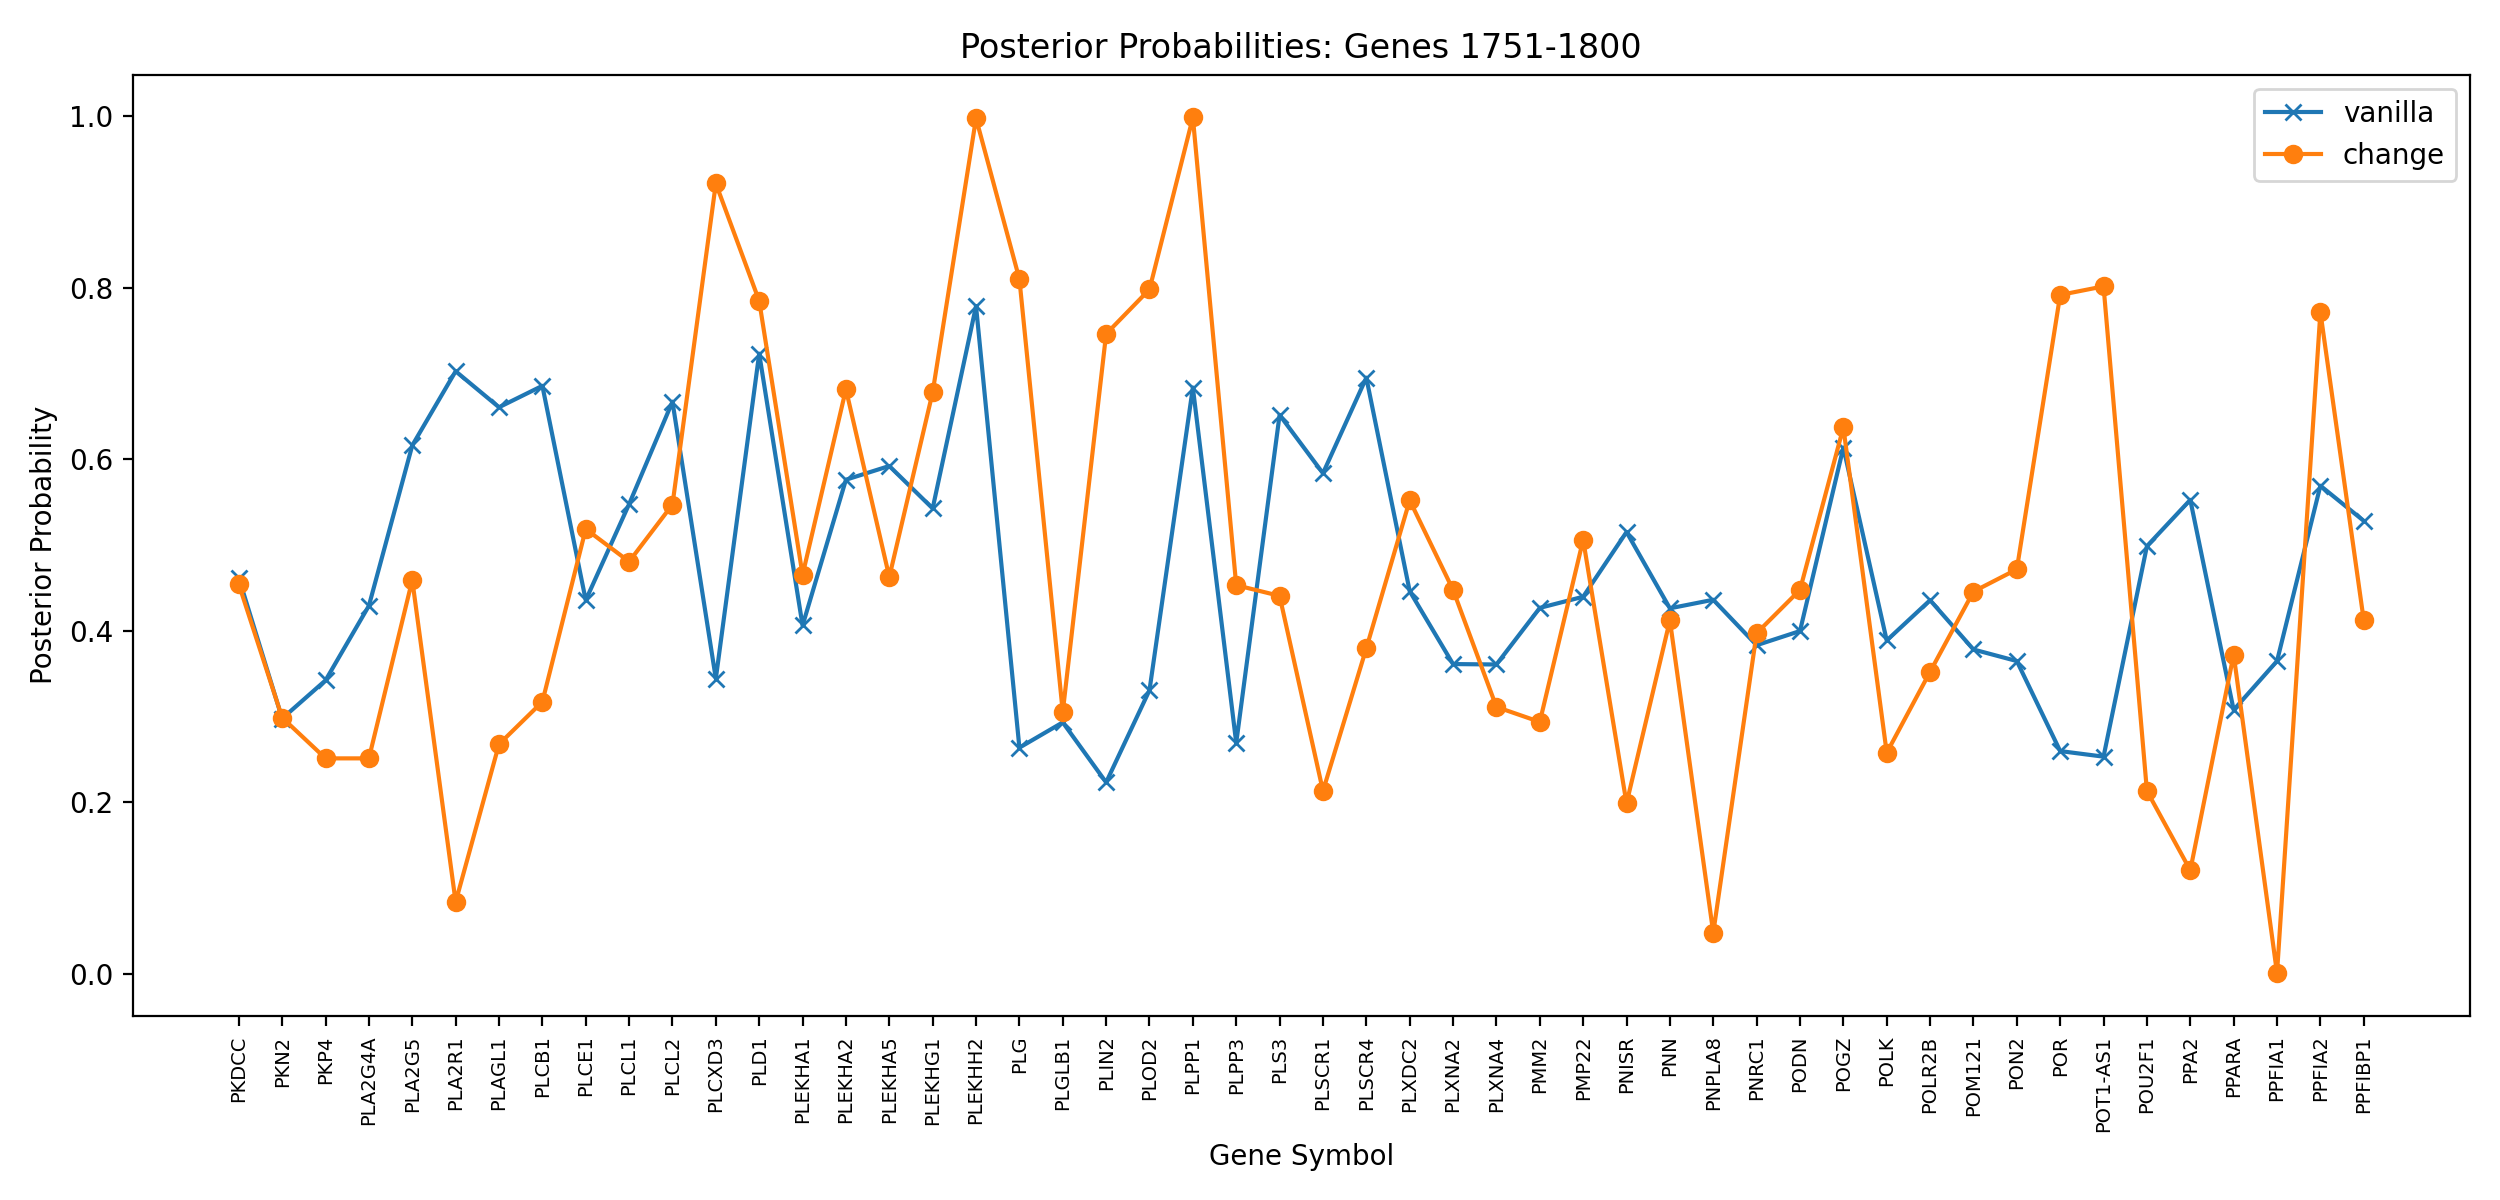 Posterior Probabilities: Genes 1751-1800
vanilla
change
Posterior Probability
1.0
0.8
0.6
0.4
0.2
0.0
PKDCC
PKN2
PKP4
PLA2G4A
PLA2G5
PLA2R1
PLAGL1
PLCB1
PLCE1
PLCL1
PLCL2
PLCXD3
PLD1
PLEKHA1
PLEKHA2
PLEKHA5
PLEKHG1
PLEKHH2
PLG
PLGLB1
PLIN2
PLOD2
PLPP1
PLPP3
PLS3
PLSCR1
PLSCR4
PLXDC2
PLXNA2
PLXNA4
PMM2
PMP22
PNISR
PNN
PNPLA8
PNRC1
PODN
POGZ
POLK
POLR2B
POM121
PON2
POR
POT1-AS1
POU2F1
PPA2
PPARA
PPFIA1
PPFIA2
PPFIBP1
Gene Symbol